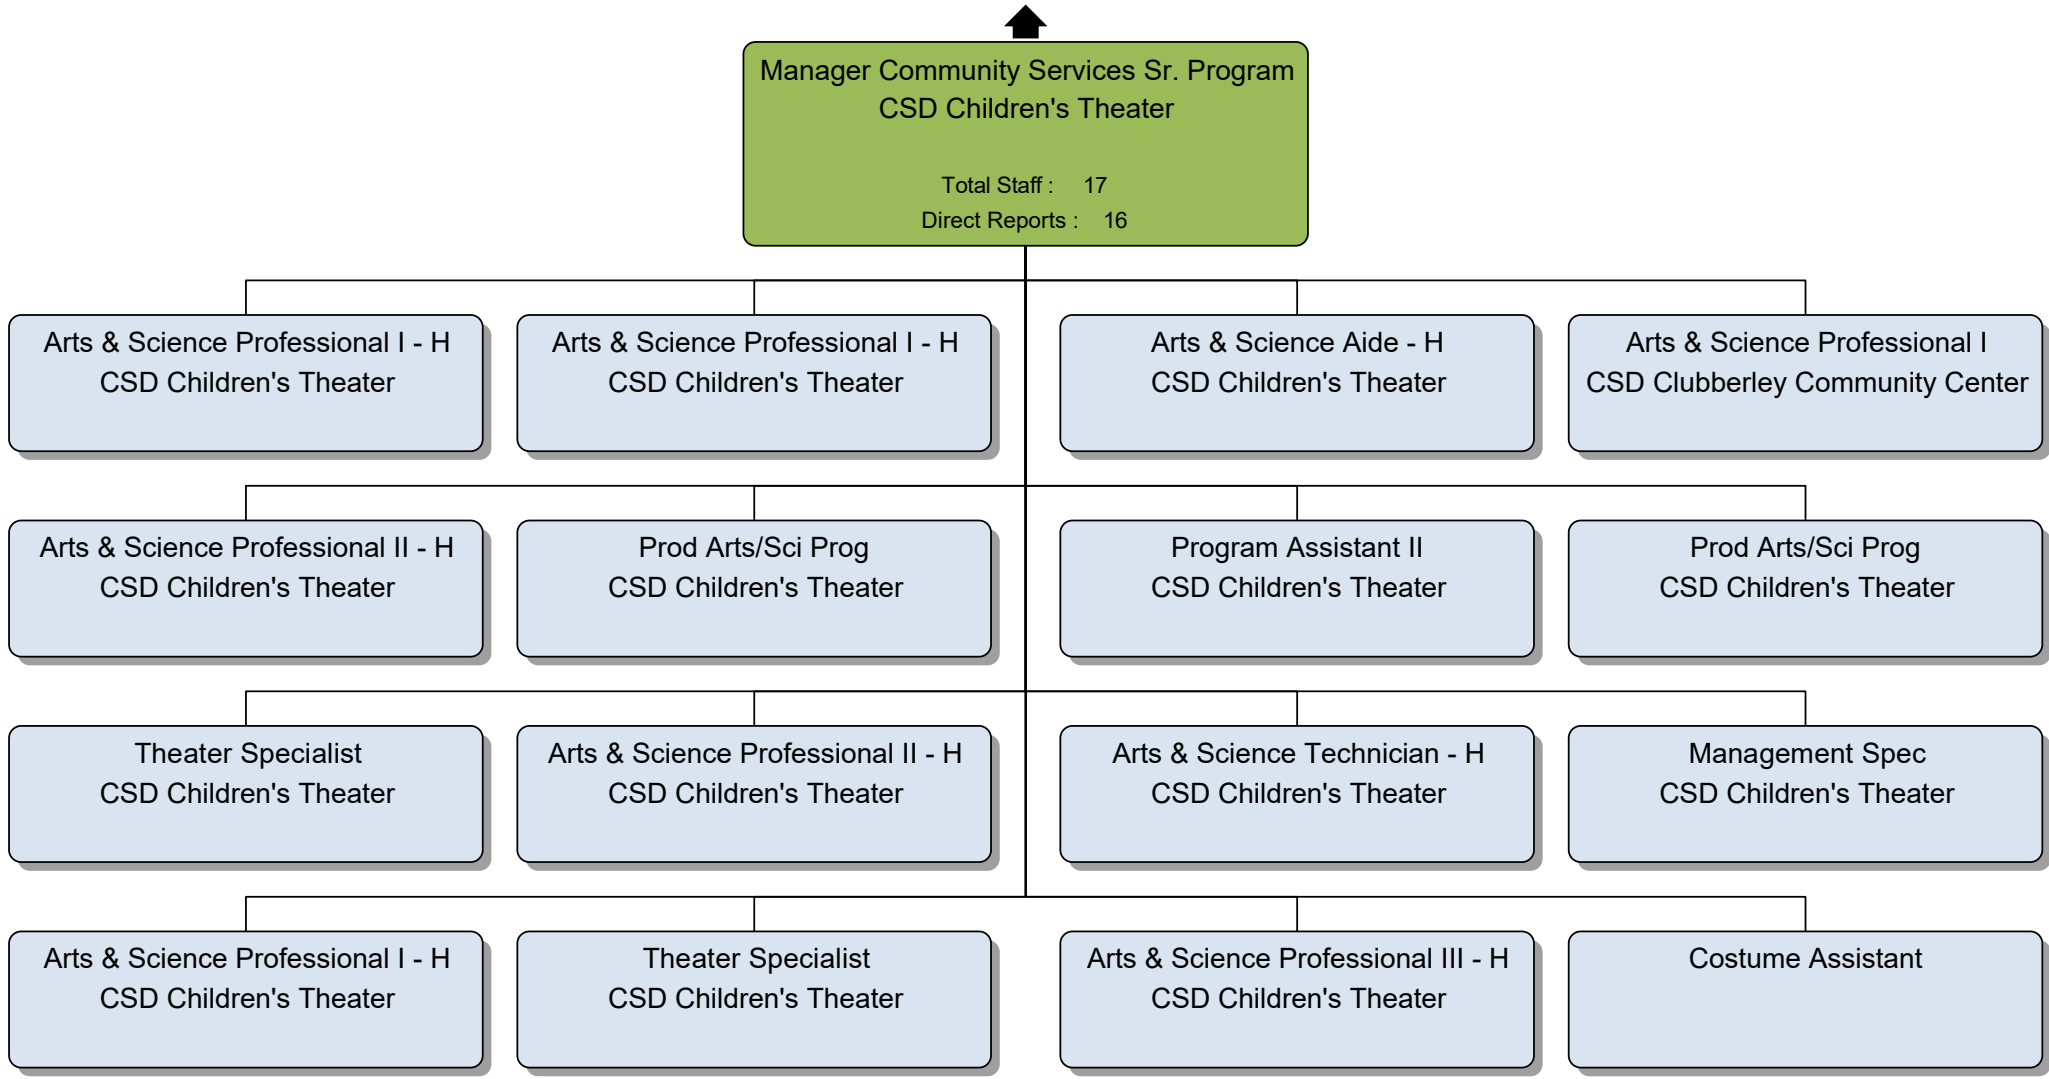 Manager Community Services Sr. Program
CSD Children's Theater
Total Staff : 17
Direct Reports : 16
Arts & Science Professional I - H
CSD Children's Theater
Arts & Science Professional I - H
CSD Children's Theater
Arts & Science Aide - H
CSD Children's Theater
Arts & Science Professional I
CSD Clubberley Community Center
Arts & Science Professional II - H
CSD Children's Theater
Prod Arts/Sci Prog
CSD Children's Theater
Program Assistant II
CSD Children's Theater
Prod Arts/Sci Prog
CSD Children's Theater
Theater Specialist
CSD Children's Theater
Arts & Science Professional II - H
CSD Children's Theater
Arts & Science Technician - H
CSD Children's Theater
Management Spec
CSD Children's Theater
Arts & Science Professional I - H
CSD Children's Theater
Theater Specialist
CSD Children's Theater
Arts & Science Professional III - H
CSD Children's Theater
Costume Assistant